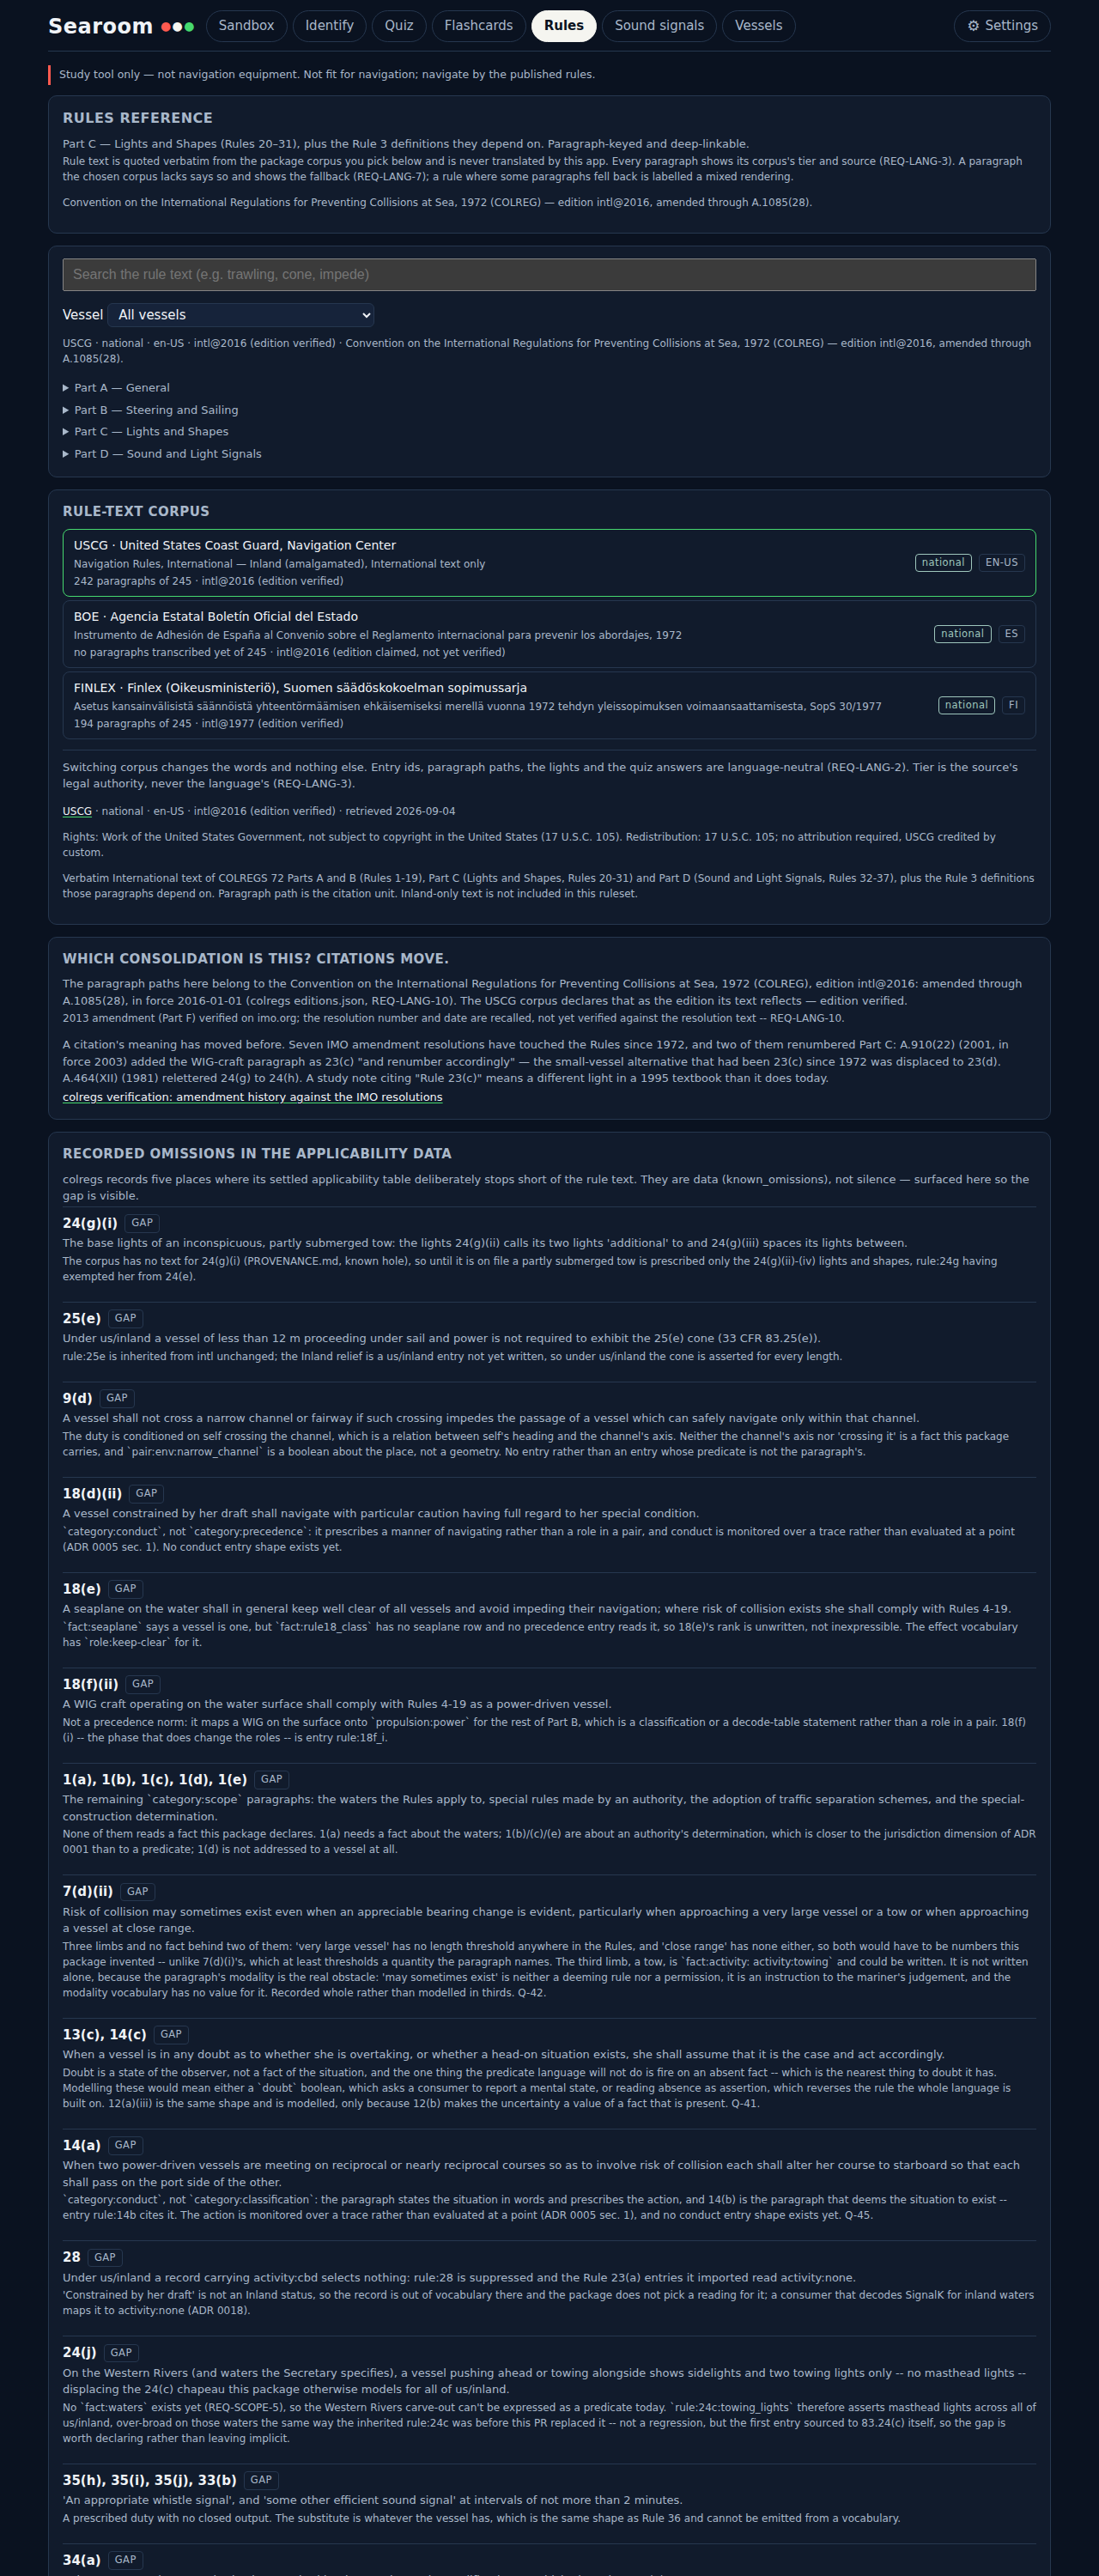 Searoom
Sandbox
Identify
Quiz
Flashcards
Rules
Sound signals
Vessels
⚙ Settings
Study tool only — not navigation equipment. Not fit for navigation; navigate by the published rules.
RULES REFERENCE
Part C — Lights and Shapes (Rules 20–31), plus the Rule 3 definitions they depend on. Paragraph-keyed and deep-linkable.
Rule text is quoted verbatim from the package corpus you pick below and is never translated by this app. Every paragraph shows its corpus's tier and source (REQ-LANG-3). A paragraph
the chosen corpus lacks says so and shows the fallback (REQ-LANG-7); a rule where some paragraphs fell back is labelled a mixed rendering.
Convention on the International Regulations for Preventing Collisions at Sea, 1972 (COLREG) — edition intl@2016, amended through A.1085(28).
Search the rule text (e.g. trawling, cone, impede)
Vessel All vessels
USCG · national · en-US · intl@2016 (edition verified) · Convention on the International Regulations for Preventing Collisions at Sea, 1972 (COLREG) — edition intl@2016, amended through
A.1085(28).
▶ Part A — General
▶ Part B — Steering and Sailing
▶ Part C — Lights and Shapes
▶ Part D — Sound and Light Signals
RULE-TEXT CORPUS
USCG · United States Coast Guard, Navigation Center
Navigation Rules, International — Inland (amalgamated), International text only
242 paragraphs of 245 · intl@2016 (edition verified)
national EN-US
BOE · Agencia Estatal Boletín Oficial del Estado
Instrumento de Adhesión de España al Convenio sobre el Reglamento internacional para prevenir los abordajes, 1972
no paragraphs transcribed yet of 245 · intl@2016 (edition claimed, not yet verified)
national ES
FINLEX · Finlex (Oikeusministeriö), Suomen säädöskokoelman sopimussarja
Asetus kansainvälisistä säännöistä yhteentörmäämisen ehkäisemiseksi merellä vuonna 1972 tehdyn yleissopimuksen voimaansaattamisesta, SopS 30/1977
194 paragraphs of 245 · intl@1977 (edition verified)
national FI
Switching corpus changes the words and nothing else. Entry ids, paragraph paths, the lights and the quiz answers are language-neutral (REQ-LANG-2). Tier is the source's
legal authority, never the language's (REQ-LANG-3).
USCG · national · en-US · intl@2016 (edition verified) · retrieved 2026-09-04
Rights: Work of the United States Government, not subject to copyright in the United States (17 U.S.C. 105). Redistribution: 17 U.S.C. 105; no attribution required, USCG credited by
custom.
Verbatim International text of COLREGS 72 Parts A and B (Rules 1-19), Part C (Lights and Shapes, Rules 20-31) and Part D (Sound and Light Signals, Rules 32-37), plus the Rule 3 definitions
those paragraphs depend on. Paragraph path is the citation unit. Inland-only text is not included in this ruleset.
WHICH CONSOLIDATION IS THIS? CITATIONS MOVE.
The paragraph paths here belong to the Convention on the International Regulations for Preventing Collisions at Sea, 1972 (COLREG), edition intl@2016: amended through
A.1085(28), in force 2016-01-01 (colregs editions.json, REQ-LANG-10). The USCG corpus declares that as the edition its text reflects — edition verified.
2013 amendment (Part F) verified on imo.org; the resolution number and date are recalled, not yet verified against the resolution text -- REQ-LANG-10.
A citation's meaning has moved before. Seven IMO amendment resolutions have touched the Rules since 1972, and two of them renumbered Part C: A.910(22) (2001, in
force 2003) added the WIG-craft paragraph as 23(c) "and renumber accordingly" — the small-vessel alternative that had been 23(c) since 1972 was displaced to 23(d).
A.464(XII) (1981) relettered 24(g) to 24(h). A study note citing "Rule 23(c)" means a different light in a 1995 textbook than it does today.
colregs verification: amendment history against the IMO resolutions
RECORDED OMISSIONS IN THE APPLICABILITY DATA
colregs records five places where its settled applicability table deliberately stops short of the rule text. They are data (known_omissions), not silence — surfaced here so the
gap is visible.
24(g)(i) GAP
The base lights of an inconspicuous, partly submerged tow: the lights 24(g)(ii) calls its two lights 'additional' to and 24(g)(iii) spaces its lights between.
The corpus has no text for 24(g)(i) (PROVENANCE.md, known hole), so until it is on file a partly submerged tow is prescribed only the 24(g)(ii)-(iv) lights and shapes, rule:24g having
exempted her from 24(e).
25(e) GAP
Under us/inland a vessel of less than 12 m proceeding under sail and power is not required to exhibit the 25(e) cone (33 CFR 83.25(e)).
rule:25e is inherited from intl unchanged; the Inland relief is a us/inland entry not yet written, so under us/inland the cone is asserted for every length.
9(d) GAP
A vessel shall not cross a narrow channel or fairway if such crossing impedes the passage of a vessel which can safely navigate only within that channel.
The duty is conditioned on self crossing the channel, which is a relation between self's heading and the channel's axis. Neither the channel's axis nor 'crossing it' is a fact this package
carries, and `pair:env:narrow_channel` is a boolean about the place, not a geometry. No entry rather than an entry whose predicate is not the paragraph's.
18(d)(ii) GAP
A vessel constrained by her draft shall navigate with particular caution having full regard to her special condition.
`category:conduct`, not `category:precedence`: it prescribes a manner of navigating rather than a role in a pair, and conduct is monitored over a trace rather than evaluated at a point
(ADR 0005 sec. 1). No conduct entry shape exists yet.
18(e) GAP
A seaplane on the water shall in general keep well clear of all vessels and avoid impeding their navigation; where risk of collision exists she shall comply with Rules 4-19.
`fact:seaplane` says a vessel is one, but `fact:rule18_class` has no seaplane row and no precedence entry reads it, so 18(e)'s rank is unwritten, not inexpressible. The effect vocabulary
has `role:keep-clear` for it.
18(f)(ii) GAP
A WIG craft operating on the water surface shall comply with Rules 4-19 as a power-driven vessel.
Not a precedence norm: it maps a WIG on the surface onto `propulsion:power` for the rest of Part B, which is a classification or a decode-table statement rather than a role in a pair. 18(f)
(i) -- the phase that does change the roles -- is entry rule:18f_i.
1(a), 1(b), 1(c), 1(d), 1(e) GAP
The remaining `category:scope` paragraphs: the waters the Rules apply to, special rules made by an authority, the adoption of traffic separation schemes, and the special-
construction determination.
None of them reads a fact this package declares. 1(a) needs a fact about the waters; 1(b)/(c)/(e) are about an authority's determination, which is closer to the jurisdiction dimension of ADR
0001 than to a predicate; 1(d) is not addressed to a vessel at all.
7(d)(ii) GAP
Risk of collision may sometimes exist even when an appreciable bearing change is evident, particularly when approaching a very large vessel or a tow or when approaching
a vessel at close range.
Three limbs and no fact behind two of them: 'very large vessel' has no length threshold anywhere in the Rules, and 'close range' has none either, so both would have to be numbers this
package invented -- unlike 7(d)(i)'s, which at least thresholds a quantity the paragraph names. The third limb, a tow, is `fact:activity: activity:towing` and could be written. It is not written
alone, because the paragraph's modality is the real obstacle: 'may sometimes exist' is neither a deeming rule nor a permission, it is an instruction to the mariner's judgement, and the
modality vocabulary has no value for it. Recorded whole rather than modelled in thirds. Q-42.
13(c), 14(c) GAP
When a vessel is in any doubt as to whether she is overtaking, or whether a head-on situation exists, she shall assume that it is the case and act accordingly.
Doubt is a state of the observer, not a fact of the situation, and the one thing the predicate language will not do is fire on an absent fact -- which is the nearest thing to doubt it has.
Modelling these would mean either a `doubt` boolean, which asks a consumer to report a mental state, or reading absence as assertion, which reverses the rule the whole language is
built on. 12(a)(iii) is the same shape and is modelled, only because 12(b) makes the uncertainty a value of a fact that is present. Q-41.
14(a) GAP
When two power-driven vessels are meeting on reciprocal or nearly reciprocal courses so as to involve risk of collision each shall alter her course to starboard so that each
shall pass on the port side of the other.
`category:conduct`, not `category:classification`: the paragraph states the situation in words and prescribes the action, and 14(b) is the paragraph that deems the situation to exist --
entry rule:14b cites it. The action is monitored over a trace rather than evaluated at a point (ADR 0005 sec. 1), and no conduct entry shape exists yet. Q-45.
28 GAP
Under us/inland a record carrying activity:cbd selects nothing: rule:28 is suppressed and the Rule 23(a) entries it imported read activity:none.
'Constrained by her draft' is not an Inland status, so the record is out of vocabulary there and the package does not pick a reading for it; a consumer that decodes SignalK for inland waters
maps it to activity:none (ADR 0018).
24(j) GAP
On the Western Rivers (and waters the Secretary specifies), a vessel pushing ahead or towing alongside shows sidelights and two towing lights only -- no masthead lights --
displacing the 24(c) chapeau this package otherwise models for all of us/inland.
No `fact:waters` exists yet (REQ-SCOPE-5), so the Western Rivers carve-out can't be expressed as a predicate today. `rule:24c:towing_lights` therefore asserts masthead lights across all of
us/inland, over-broad on those waters the same way the inherited rule:24c was before this PR replaced it -- not a regression, but the first entry sourced to 83.24(c) itself, so the gap is
worth declaring rather than leaving implicit.
35(h), 35(i), 35(j), 33(b) GAP
'An appropriate whistle signal', and 'some other efficient sound signal' at intervals of not more than 2 minutes.
A prescribed duty with no closed output. The substitute is whatever the vessel has, which is the same shape as Rule 36 and cannot be emitted from a vocabulary.
34(a) GAP